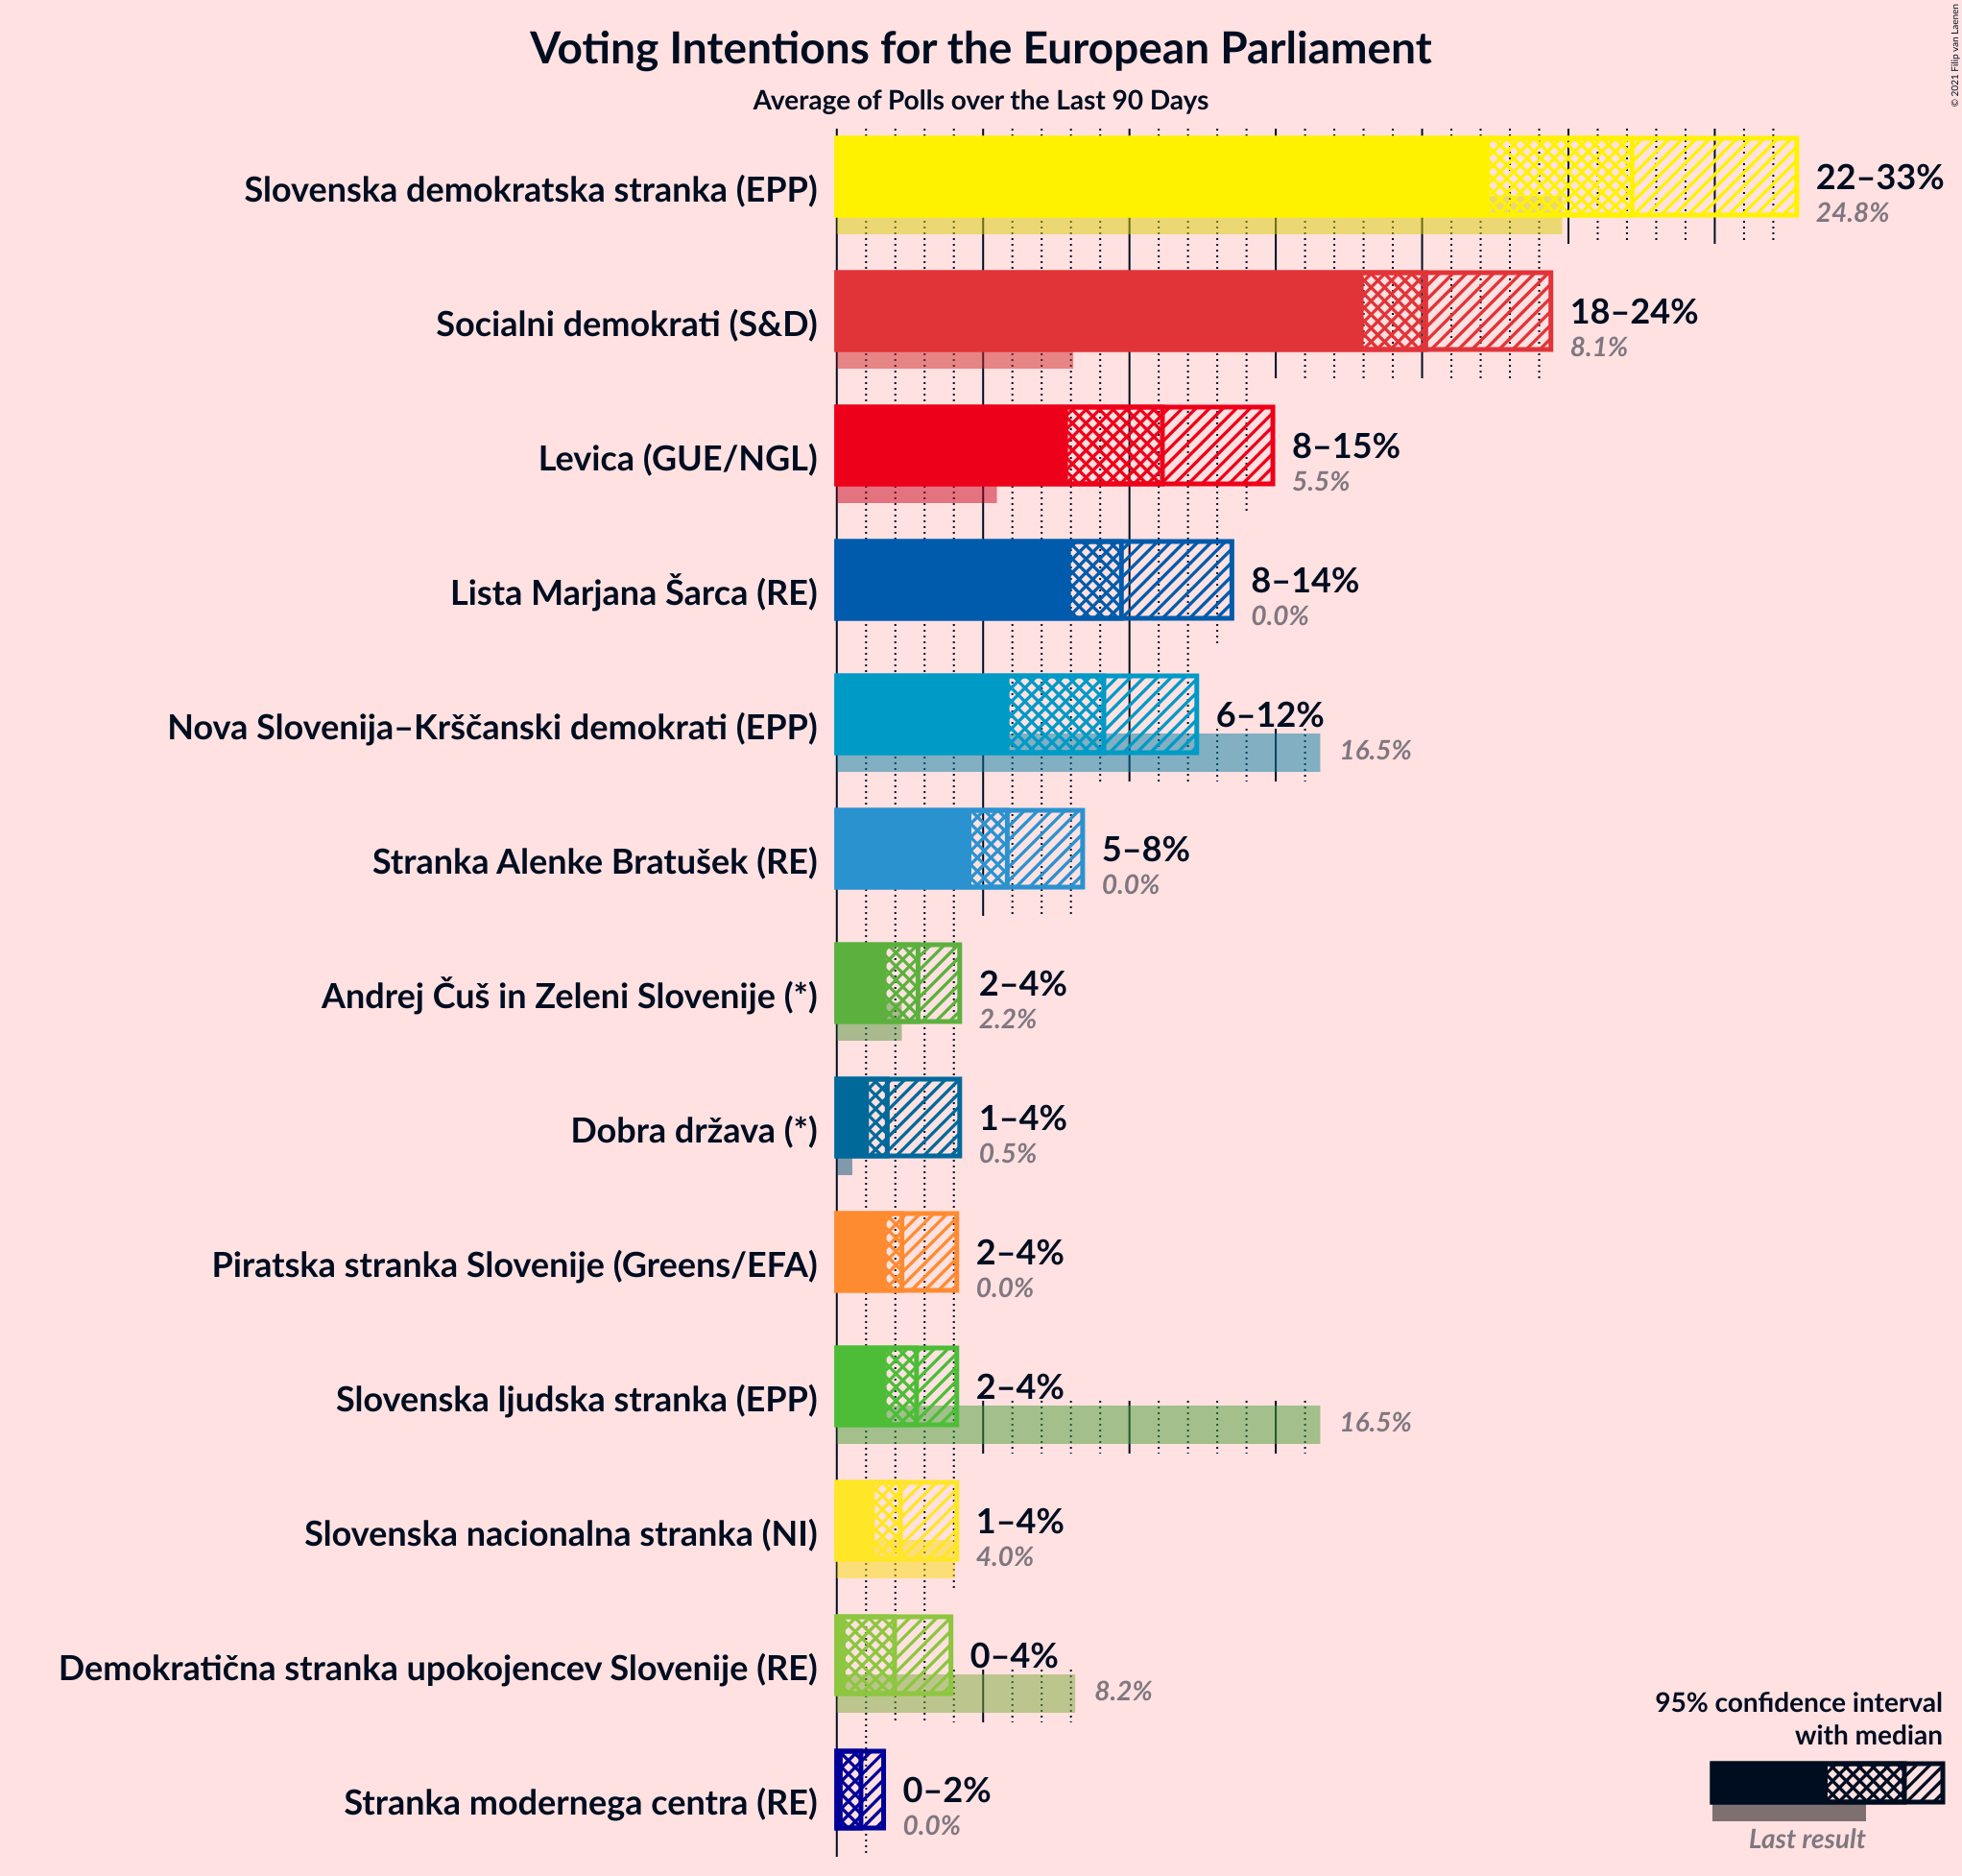 Voting Intentions for the European Parliament
Average of Polls over the Last 90 Days
© 2021 Filip van Laenen
Slovenska demokratska stranka (EPP)
22–33%
24.8%
Socialni demokrati (S&D)
18–24%
8.1%
Levica (GUE/NGL)
8–15%
5.5%
Lista Marjana Šarca (RE)
8–14%
0.0%
Nova Slovenija–Krščanski demokrati (EPP)
6–12%
16.5%
Stranka Alenke Bratušek (RE)
5–8%
0.0%
Andrej Čuš in Zeleni Slovenije (*)
2–4%
2.2%
Dobra država (*)
1–4%
0.5%
Piratska stranka Slovenije (Greens/EFA)
2–4%
0.0%
Slovenska ljudska stranka (EPP)
2–4%
16.5%
Slovenska nacionalna stranka (NI)
1–4%
4.0%
Demokratična stranka upokojencev Slovenije (RE)
0–4%
8.2%
Stranka modernega centra (RE)
0–2%
0.0%
95% confidence interval
with median
Last result